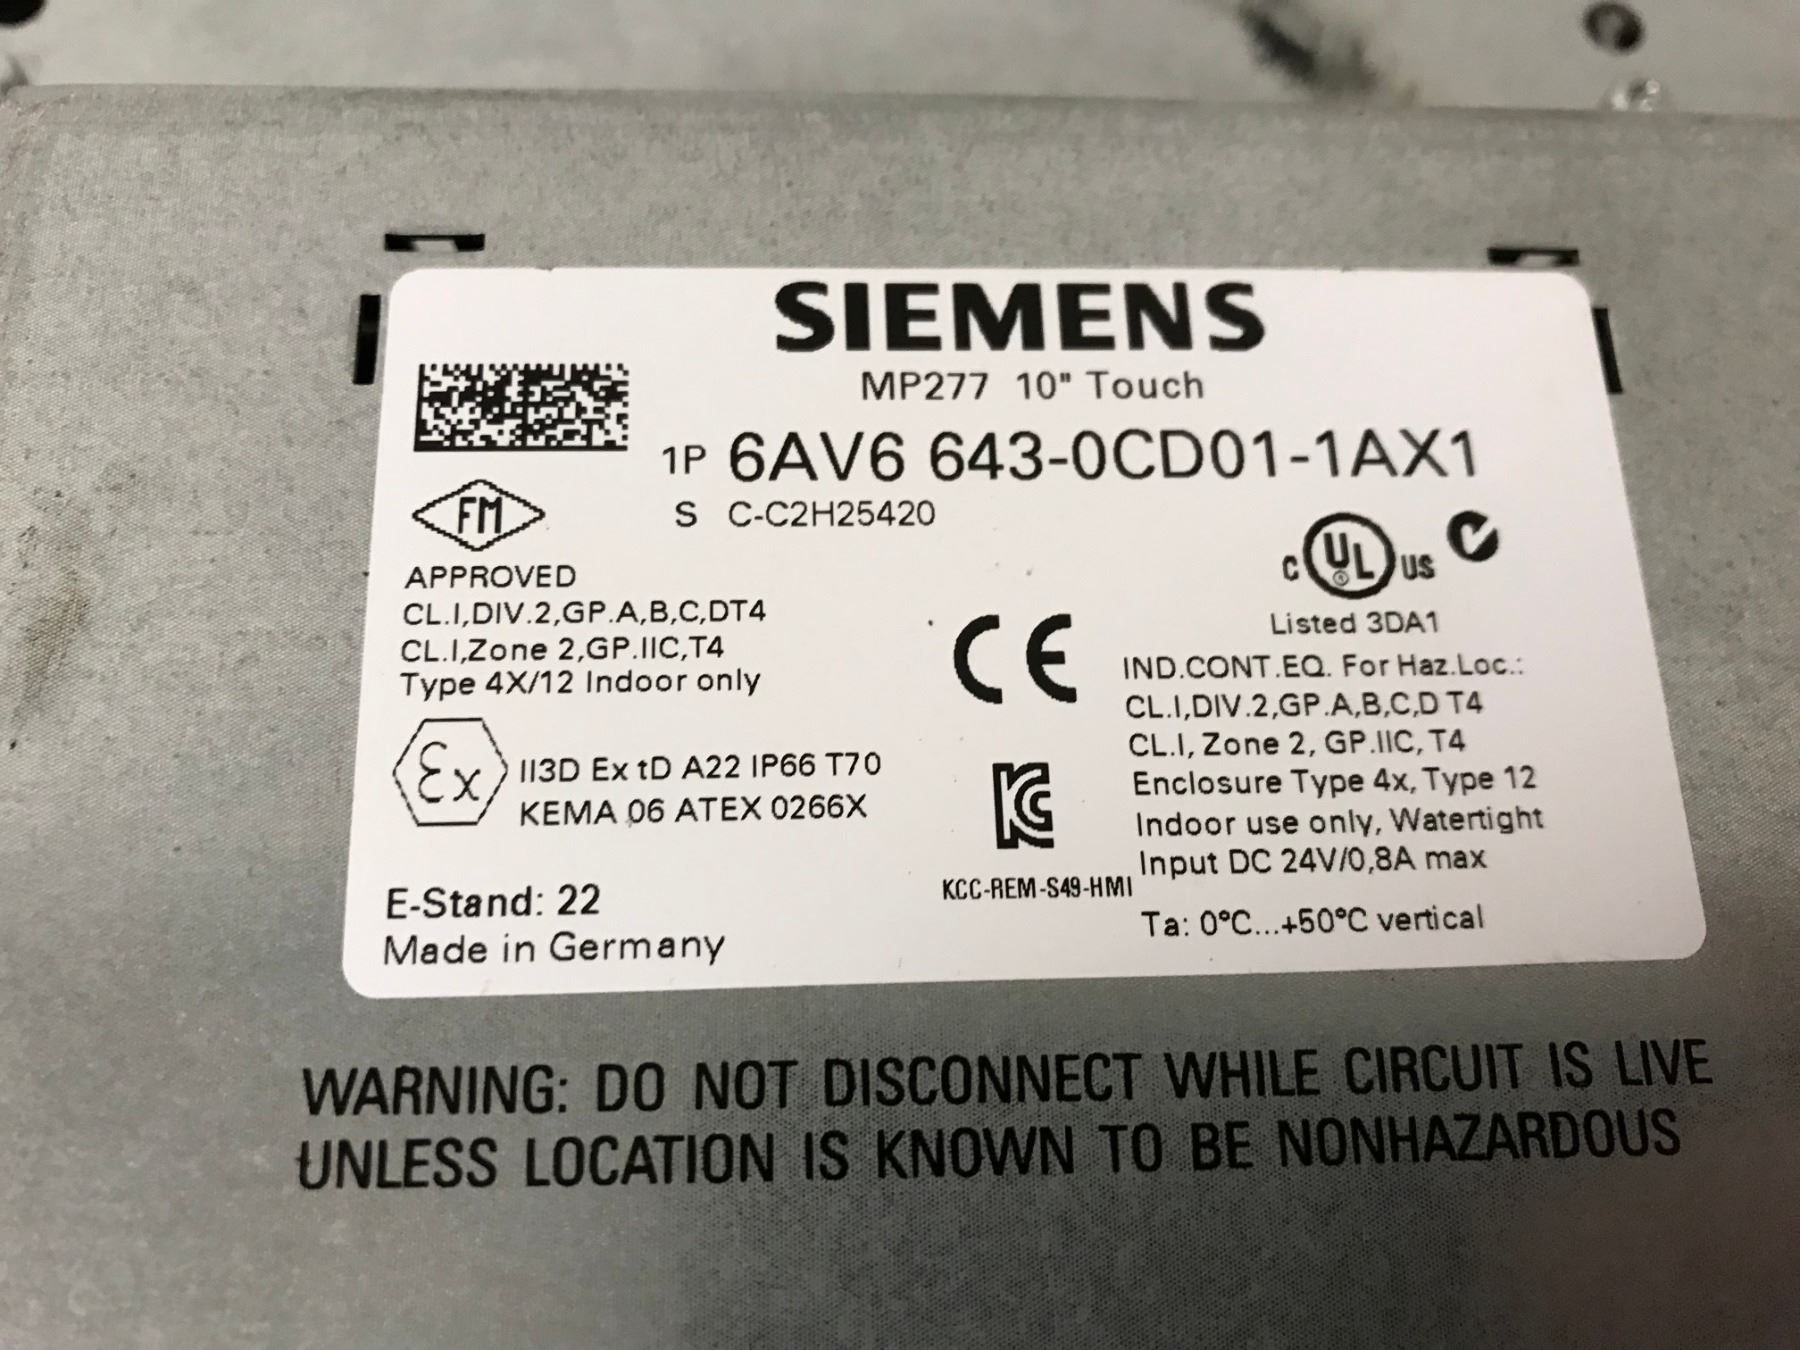 SIEMENS
MP277 10" Touch
1P 6AV6 643-0CD01-1AX1
S C-C2H25420
FM
APPROVED
CL.I,DIV.2,GP.A,B,C,DT4
CL.I,Zone 2,GP.IIC,T4
Type 4X/12 Indoor only
Ex II3D Ex tD A22 IP66 T70
KEMA 06 ATEX 0266X
E-Stand: 22
Made in Germany
CE
KC
KCC-REM-S49-HMI
C UL US
Listed 3DA1
IND.CONT.EQ. For Haz.Loc.:
CL.I,DIV.2,GP.A,B,C,D T4
CL.I, Zone 2, GP.IIC, T4
Enclosure Type 4x, Type 12
Indoor use only, Watertight
Input DC 24V/0,8A max
Ta: 0°C...+50°C vertical
WARNING: DO NOT DISCONNECT WHILE CIRCUIT IS LIVE
UNLESS LOCATION IS KNOWN TO BE NONHAZARDOUS